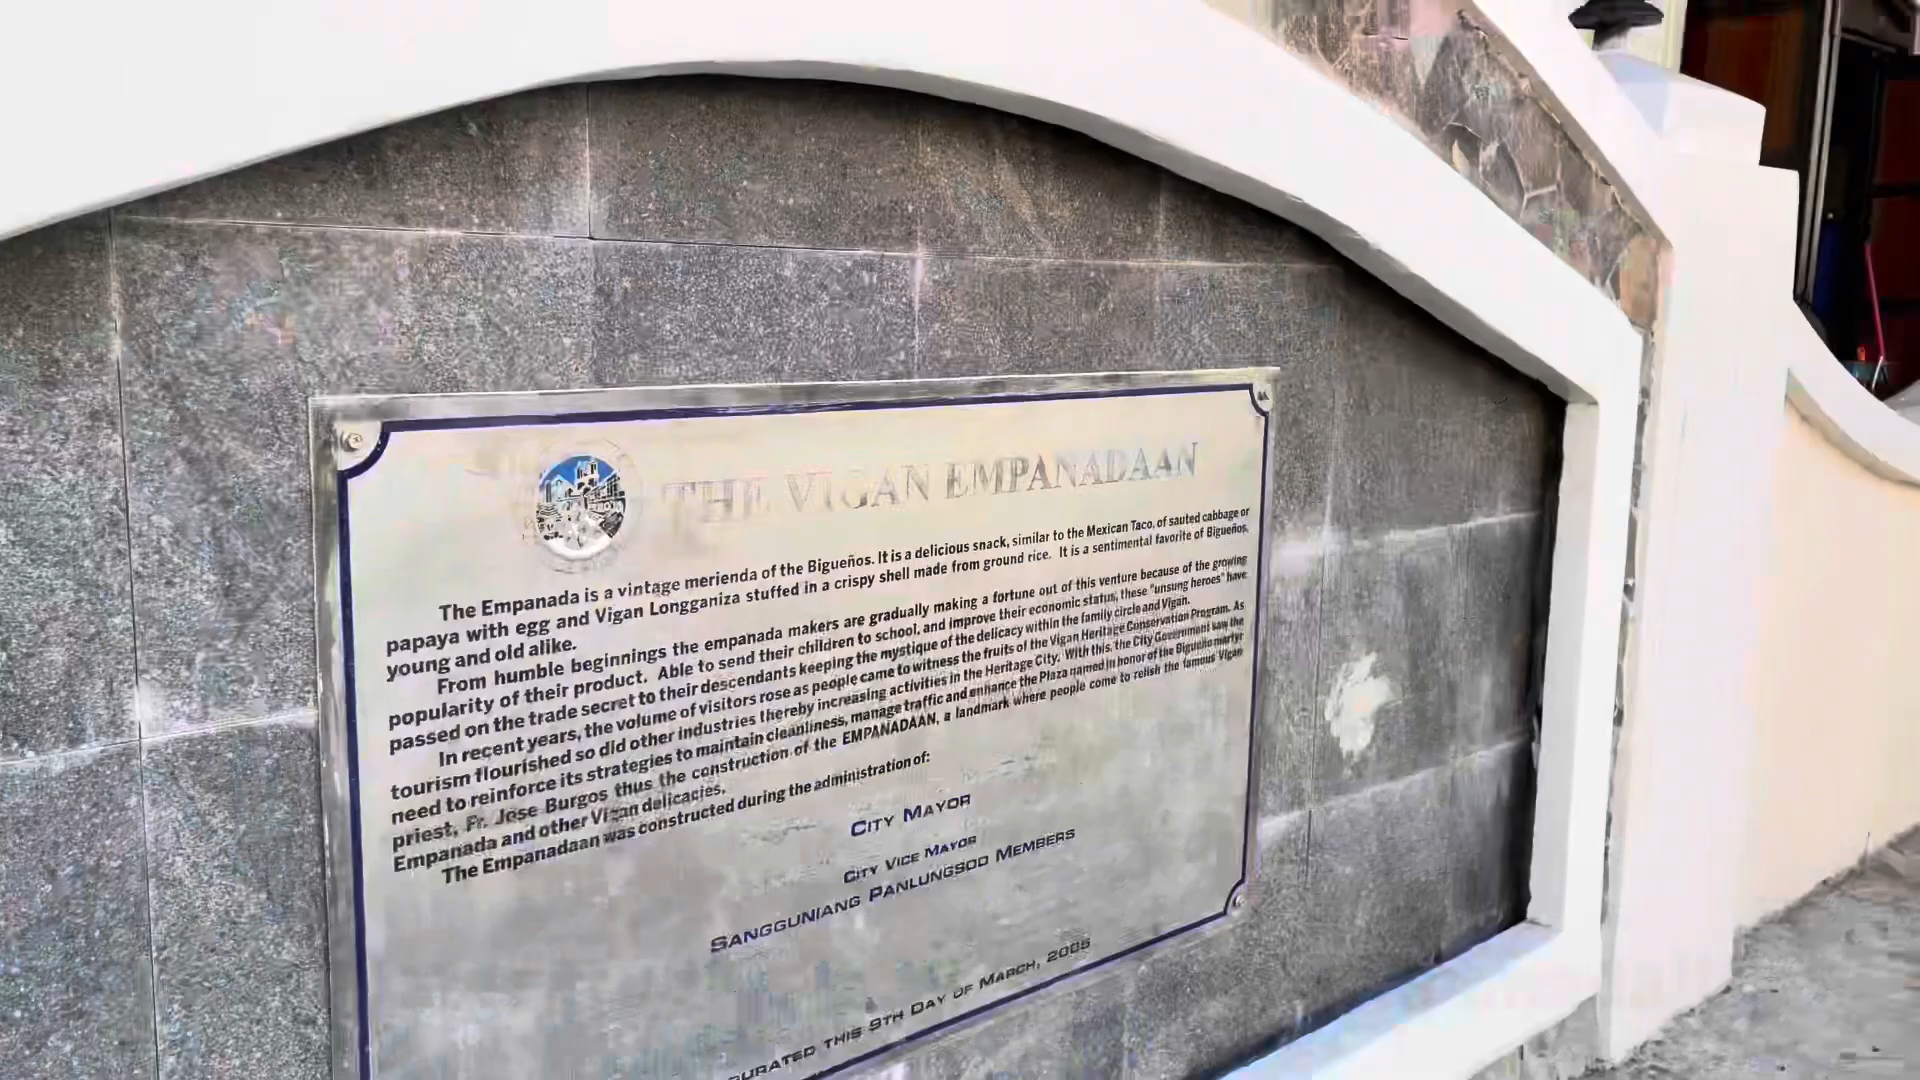 THE VIGAN EMPANADAAN
The Empanada is a vintage merienda of the Bigueños. It is a delicious snack, similar to the Mexican Taco, of sauted cabbage or
papaya with egg and Vigan Longganiza stuffed in a crispy shell made from ground rice. It is a sentimental favorite of Bigueños,
young and old alike.
From humble beginnings the empanada makers are gradually making a fortune out of this venture because of the growing
popularity of their product. Able to send their children to school, and improve their economic status, these "unsung heroes" have
passed on the trade secret to their descendants keeping the mystique of the delicacy within the family circle and Vigan.
In recent years, the volume of visitors rose as people came to witness the fruits of the Vigan Heritage Conservation Program. As
tourism flourished so did other industries thereby increasing activities in the Heritage City. With this, the City Government saw the
need to reinforce its strategies to maintain cleanliness, manage traffic and enhance the Plaza named in honor of the Bigueño martyr
priest, Fr. Jose Burgos thus the construction of the EMPANADAAN, a landmark where people come to relish the famous Vigan
Empanada and other Vigan delicacies.
The Empanadaan was constructed during the administration of:
CITY MAYOR
CITY VICE MAYOR
SANGGUNIANG PANLUNGSOD MEMBERS
THIS 9TH DAY OF MARCH, 2005